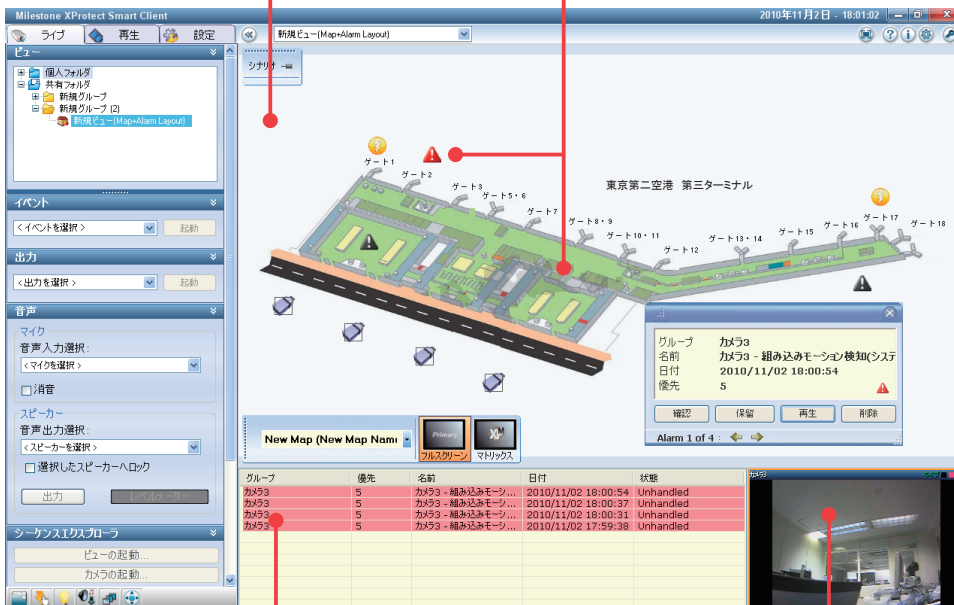 Milestone XProtect Smart Client
2010年11月2日 - 18:01:02
ライブ 再生 設定
新規ビュー(Map+Alarm Layout)
ビュー
個人フォルダ
共有フォルダ
新規グループ
新規グループ (2)
新規ビュー(Map+Alarm Layout)
シナリオ
イベント
<イベントを選択>
起動
出力
<出力を選択>
起動
音声
マイク
音声入力選択:
<マイクを選択>
消音
スピーカー
音声出力選択:
<スピーカーを選択>
選択したスピーカーへロック
出力
レベルメーター
シーケンスエクスプローラ
ビューの起動...
カメラの起動...
東京第二空港 第三ターミナル
ゲート1
ゲート2
ゲート3
ゲート5・6
ゲート7
ゲート8・9
ゲート10・11
ゲート12
ゲート13・14
ゲート15
ゲート16
ゲート17
ゲート18
グループ カメラ3
名前 カメラ3 - 組み込みモーション検知(システ
日付 2010/11/02 18:00:54
優先 5
確認 保留 再生 削除
Alarm 1 of 4 :
New Map (New Map Name
Primary
フルスクリーン
マトリックス
グループ 優先 名前 日付 状態
カメラ3 5 カメラ3 - 組み込みモーシ... 2010/11/02 18:00:54 Unhandled
カメラ3 5 カメラ3 - 組み込みモーシ... 2010/11/02 18:00:37 Unhandled
カメラ3 5 カメラ3 - 組み込みモーシ... 2010/11/02 18:00:31 Unhandled
カメラ3 5 カメラ3 - 組み込みモーシ... 2010/11/02 17:59:38 Unhandled
カメラ3
ライブ